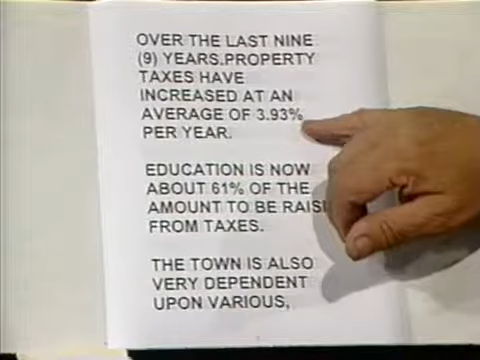 OVER THE LAST NINE
(9) YEARS.PROPERTY
TAXES HAVE
INCREASED AT AN
AVERAGE OF 3.93%
PER YEAR.
EDUCATION IS NOW
ABOUT 61% OF THE
AMOUNT TO BE RAIS
FROM TAXES.
THE TOWN IS ALSO
VERY DEPENDENT
UPON VARIOUS,